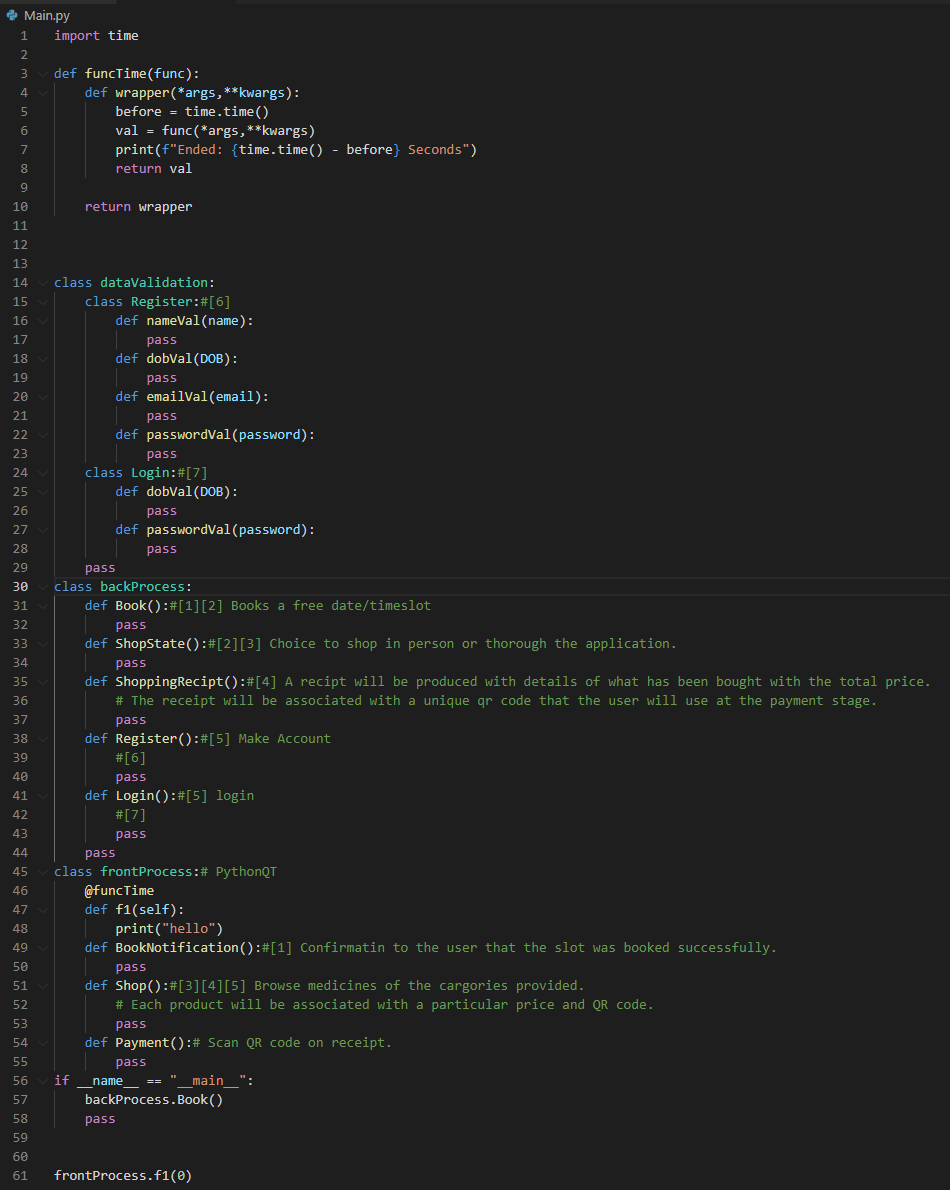 Main.py
1 import time
2
3 def funcTime(func):
4     def wrapper(*args,**kwargs):
5         before = time.time()
6         val = func(*args,**kwargs)
7         print(f"Ended: {time.time() - before} Seconds")
8         return val
9
10     return wrapper
11
12
13
14 class dataValidation:
15     class Register:#[6]
16         def nameVal(name):
17             pass
18         def dobVal(DOB):
19             pass
20         def emailVal(email):
21             pass
22         def passwordVal(password):
23             pass
24     class Login:#[7]
25         def dobVal(DOB):
26             pass
27         def passwordVal(password):
28             pass
29     pass
30 class backProcess:
31     def Book():#[1][2] Books a free date/timeslot
32         pass
33     def ShopState():#[2][3] Choice to shop in person or thorough the application.
34         pass
35     def ShoppingRecipt():#[4] A recipt will be produced with details of what has been bought with the total price.
36         # The receipt will be associated with a unique qr code that the user will use at the payment stage.
37         pass
38     def Register():#[5] Make Account
39         #[6]
40         pass
41     def Login():#[5] login
42         #[7]
43         pass
44     pass
45 class frontProcess:# PythonQT
46     @funcTime
47     def f1(self):
48         print("hello")
49     def BookNotification():#[1] Confirmatin to the user that the slot was booked successfully.
50         pass
51     def Shop():#[3][4][5] Browse medicines of the cargories provided.
52         # Each product will be associated with a particular price and QR code.
53         pass
54     def Payment():# Scan QR code on receipt.
55         pass
56 if __name__ == "__main__":
57     backProcess.Book()
58     pass
59
60
61 frontProcess.f1(0)